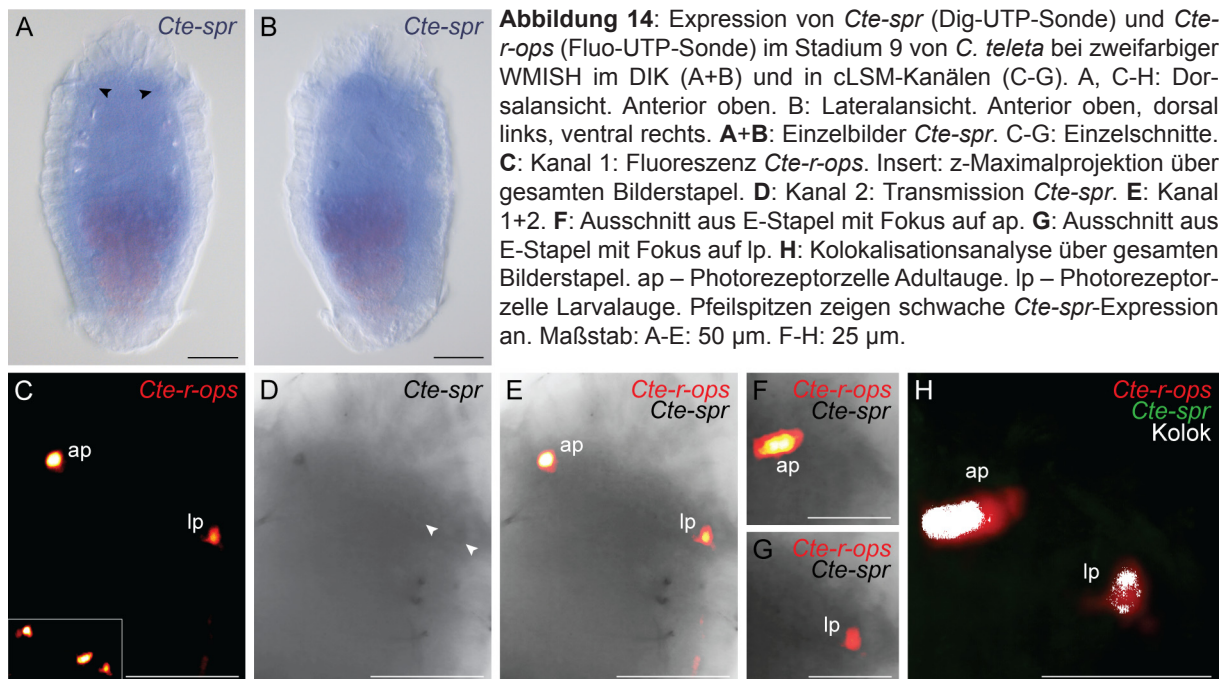 A
Cte-spr
B
Cte-spr
Abbildung 14: Expression von Cte-spr (Dig-UTP-Sonde) und Cte-
r-ops (Fluo-UTP-Sonde) im Stadium 9 von C. teleta bei zweifarbiger
WMISH im DIK (A+B) und in cLSM-Kanälen (C-G). A, C-H: Dor-
salansicht. Anterior oben. B: Lateralansicht. Anterior oben, dorsal
links, ventral rechts. A+B: Einzelbilder Cte-spr. C-G: Einzelschnitte.
C: Kanal 1: Fluoreszenz Cte-r-ops. Insert: z-Maximalprojektion über
gesamten Bilderstapel. D: Kanal 2: Transmission Cte-spr. E: Kanal
1+2. F: Ausschnitt aus E-Stapel mit Fokus auf ap. G: Ausschnitt aus
E-Stapel mit Fokus auf lp. H: Kolokalisationsanalyse über gesamten
Bilderstapel. ap – Photorezeptorzelle Adultauge. lp – Photorezeptor-
zelle Larvalauge. Pfeilspitzen zeigen schwache Cte-spr-Expression
an. Maßstab: A-E: 50 µm. F-H: 25 µm.
C
Cte-r-ops
ap
lp
D
Cte-spr
E
Cte-r-ops
Cte-spr
ap
lp
F
Cte-r-ops
Cte-spr
ap
G
Cte-r-ops
Cte-spr
lp
H
Cte-r-ops
Cte-spr
Kolok
ap
lp